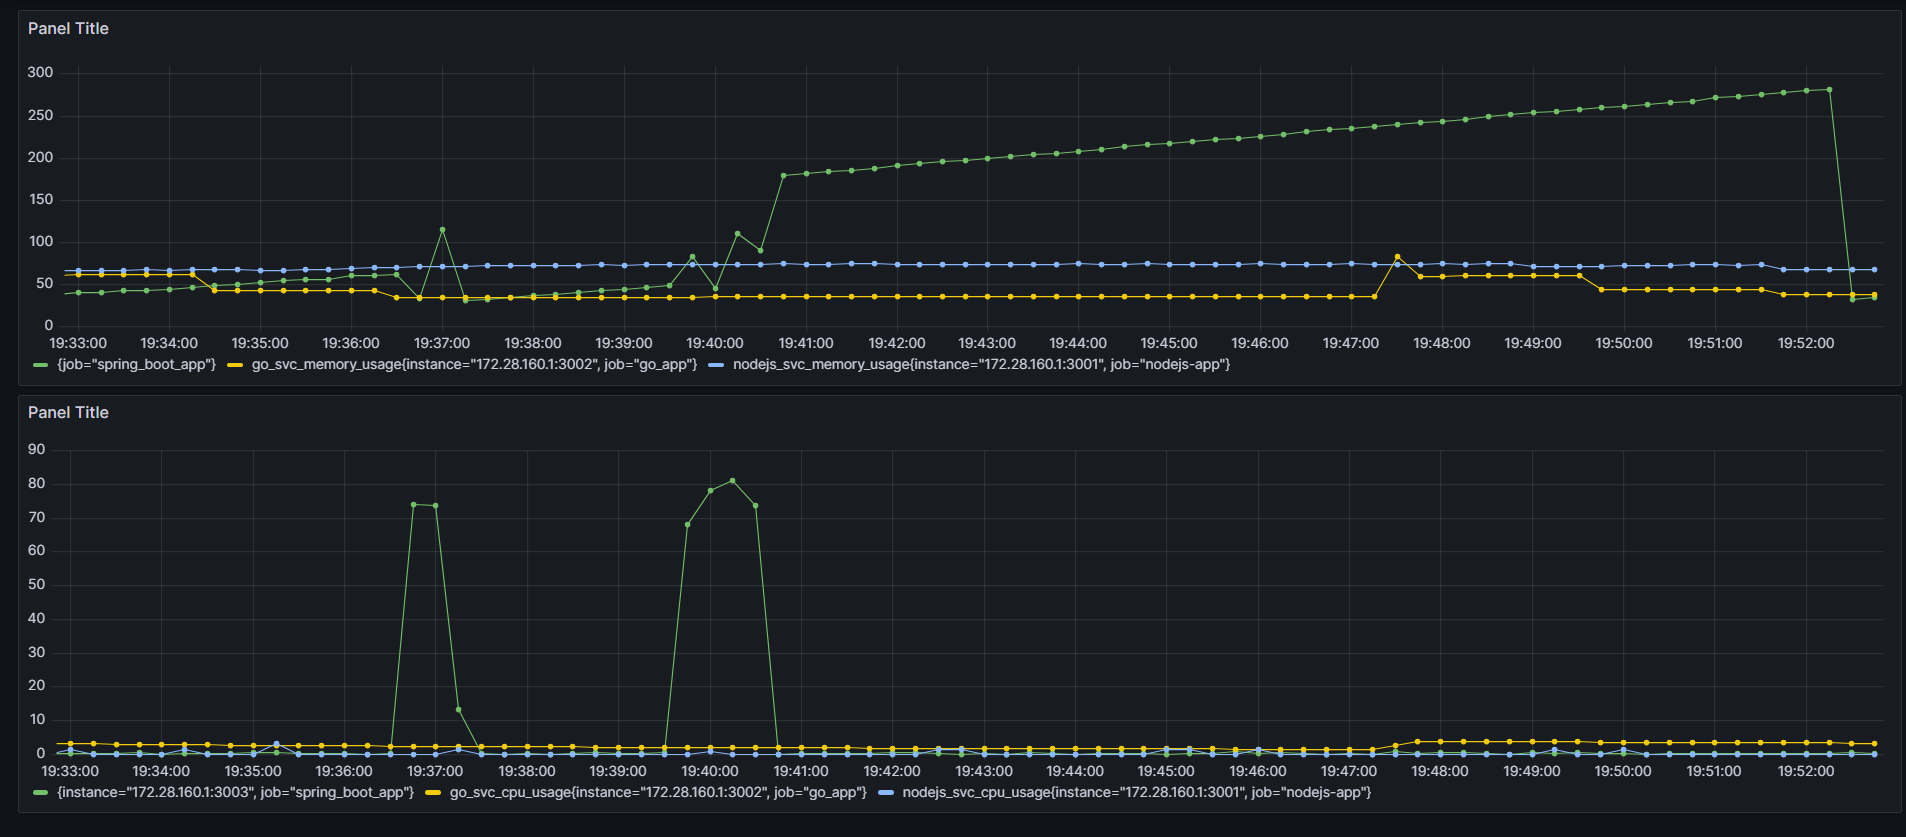 Panel Title
300
250
200
150
100
50
0
19:33:00 19:34:00 19:35:00 19:36:00 19:37:00 19:38:00 19:39:00 19:40:00 19:41:00 19:42:00 19:43:00 19:44:00 19:45:00 19:46:00 19:47:00 19:48:00 19:49:00 19:50:00 19:51:00 19:52:00
{job="spring_boot_app"} go_svc_memory_usage{instance="172.28.160.1:3002", job="go_app"} nodejs_svc_memory_usage{instance="172.28.160.1:3001", job="nodejs-app"}
Panel Title
90
80
70
60
50
40
30
20
10
0
19:33:00 19:34:00 19:35:00 19:36:00 19:37:00 19:38:00 19:39:00 19:40:00 19:41:00 19:42:00 19:43:00 19:44:00 19:45:00 19:46:00 19:47:00 19:48:00 19:49:00 19:50:00 19:51:00 19:52:00
{instance="172.28.160.1:3003", job="spring_boot_app"} go_svc_cpu_usage{instance="172.28.160.1:3002", job="go_app"} nodejs_svc_cpu_usage{instance="172.28.160.1:3001", job="nodejs-app"}